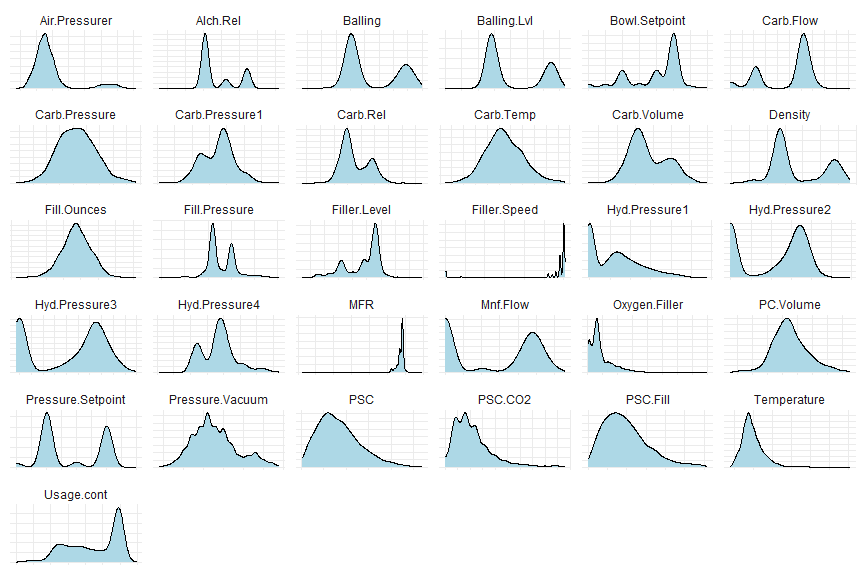 Air.Pressurer Alch.Rel Balling Balling.Lvl Bowl.Setpoint Carb.Flow
Carb.Pressure Carb.Pressure1 Carb.Rel Carb.Temp Carb.Volume Density
Fill.Ounces Fill.Pressure Filler.Level Filler.Speed Hyd.Pressure1 Hyd.Pressure2
Hyd.Pressure3 Hyd.Pressure4 MFR Mnf.Flow Oxygen.Filler PC.Volume
Pressure.Setpoint Pressure.Vacuum PSC PSC.CO2 PSC.Fill Temperature
Usage.cont